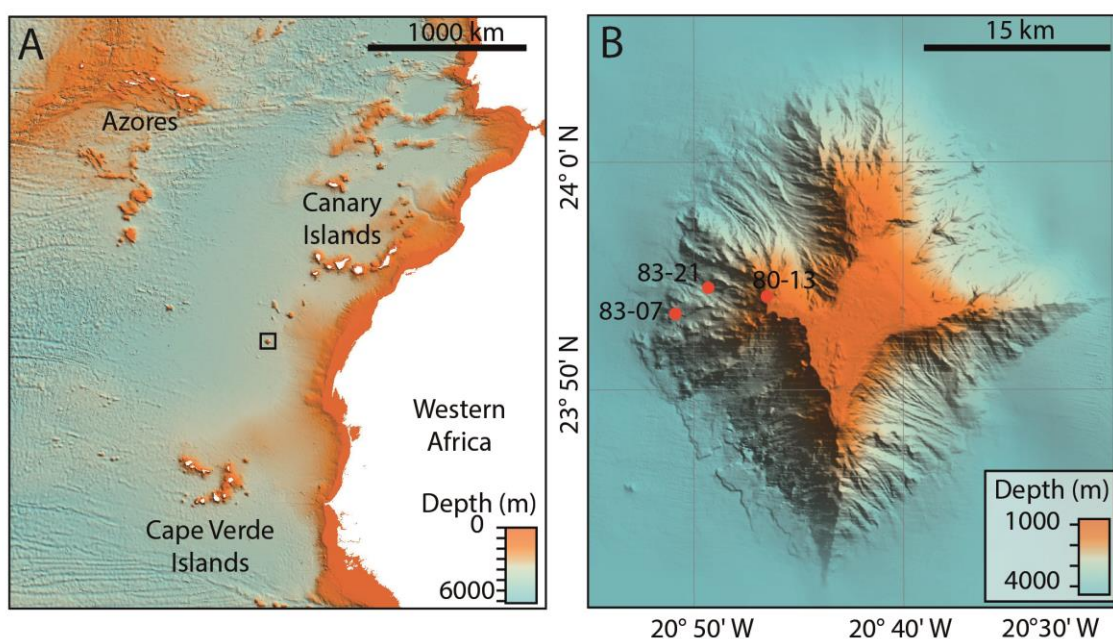 A
1000 km
Azores
Canary
Islands
Western
Africa
Cape Verde
Islands
Depth (m)
0
6000
B
15 km
24° 0' N
23° 50' N
83-21
80-13
83-07
Depth (m)
1000
4000
20° 50' W
20° 40' W
20° 30' W